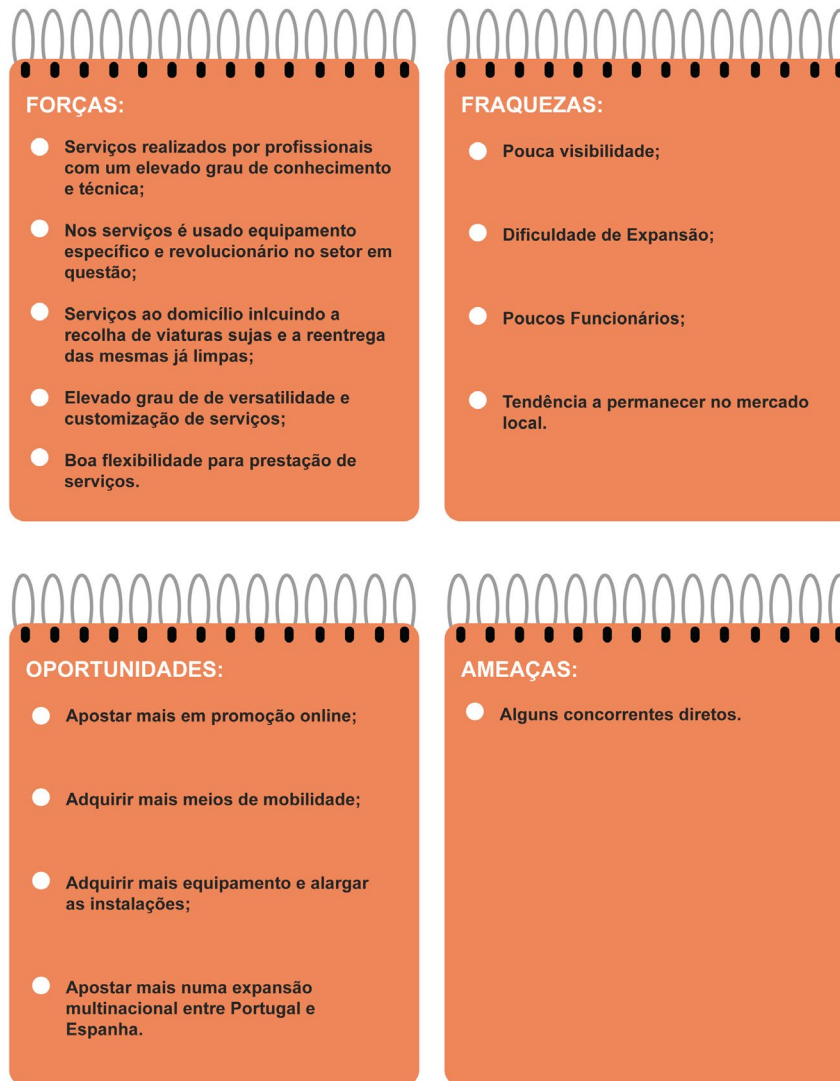 FORÇAS:
Serviços realizados por profissionais
com um elevado grau de conhecimento
e técnica;
Nos serviços é usado equipamento
específico e revolucionário no setor em
questão;
Serviços ao domicílio inlcuindo a
recolha de viaturas sujas e a reentrega
das mesmas já limpas;
Elevado grau de de versatilidade e
customização de serviços;
Boa flexibilidade para prestação de
serviços.
FRAQUEZAS:
Pouca visibilidade;
Dificuldade de Expansão;
Poucos Funcionários;
Tendência a permanecer no mercado
local.
OPORTUNIDADES:
Apostar mais em promoção online;
Adquirir mais meios de mobilidade;
Adquirir mais equipamento e alargar
as instalações;
Apostar mais numa expansão
multinacional entre Portugal e
Espanha.
AMEAÇAS:
Alguns concorrentes diretos.